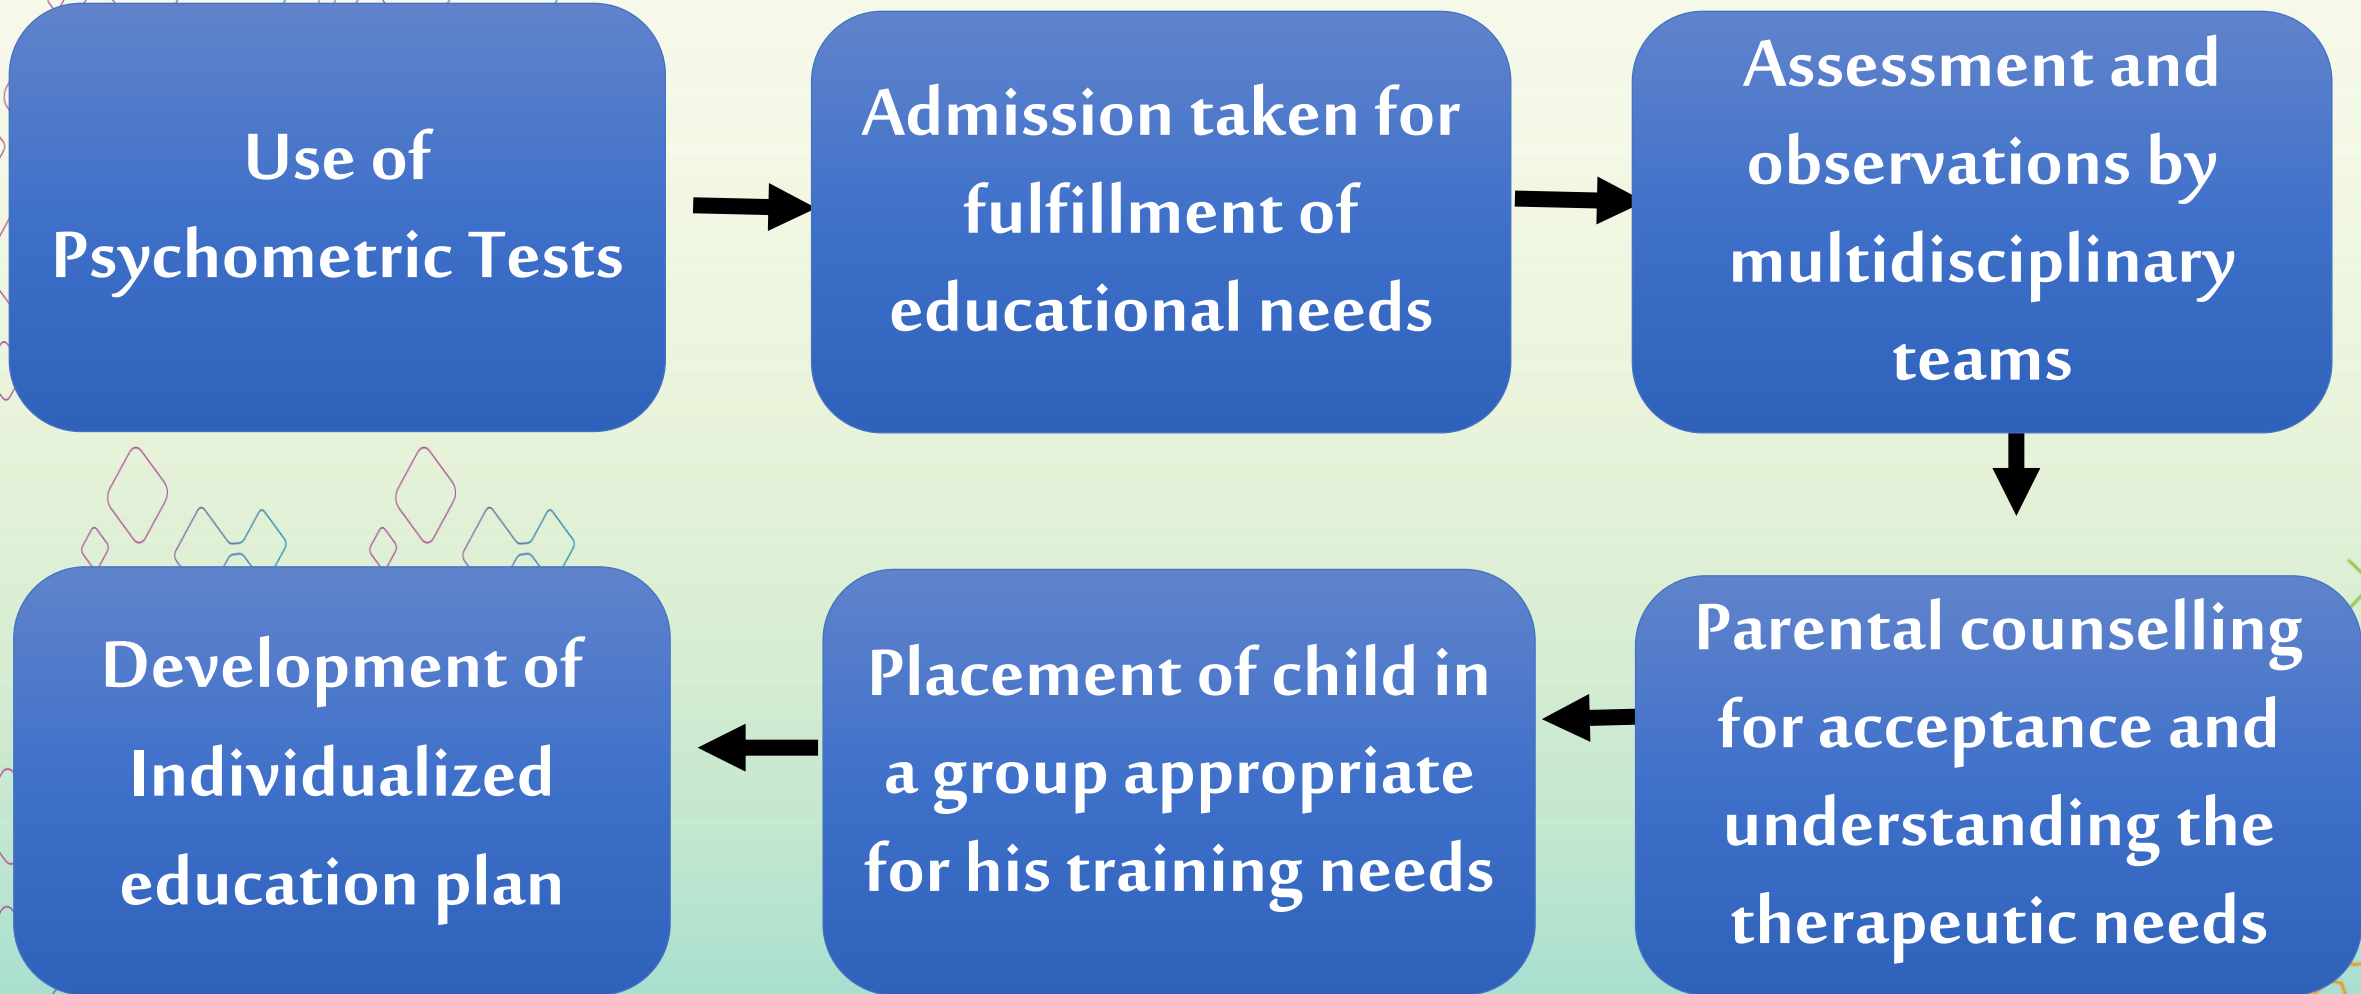 Use of
Psychometric Tests
Admission taken for
fulfillment of
educational needs
Assessment and
observations by
multidisciplinary
teams
Parental counselling
for acceptance and
understanding the
therapeutic needs
Placement of child in
a group appropriate
for his training needs
Development of
Individualized
education plan